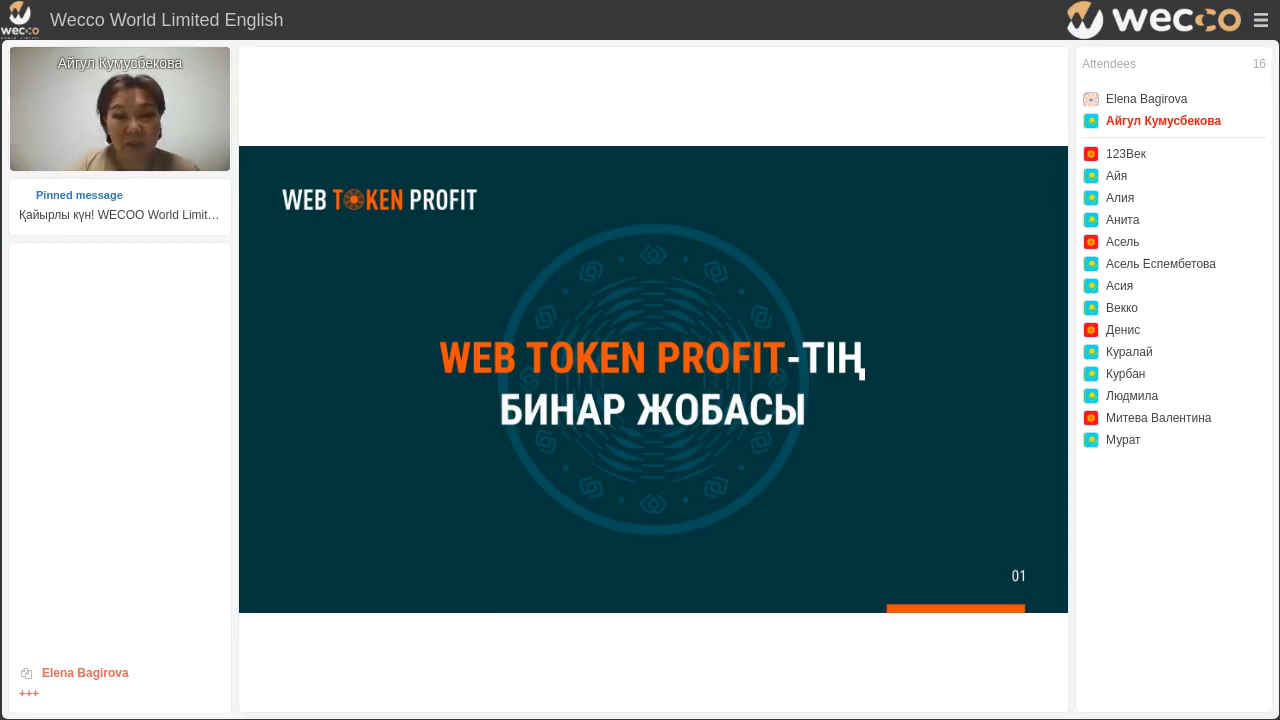 wecco
Wecco World Limited English
wecco
Айгул Кумусбекова
Pinned message
Қайырлы күн! WECOO World Limit…
Elena Bagirova
+++
WEB TOKEN PROFIT
WEB TOKEN PROFIT-ТІҢ
БИНАР ЖОБАСЫ
01
Attendees 16
Elena Bagirova
Айгул Кумусбекова
123Век
Айя
Алия
Анита
Асель
Асель Еспембетова
Асия
Векко
Денис
Куралай
Курбан
Людмила
Митева Валентина
Мурат